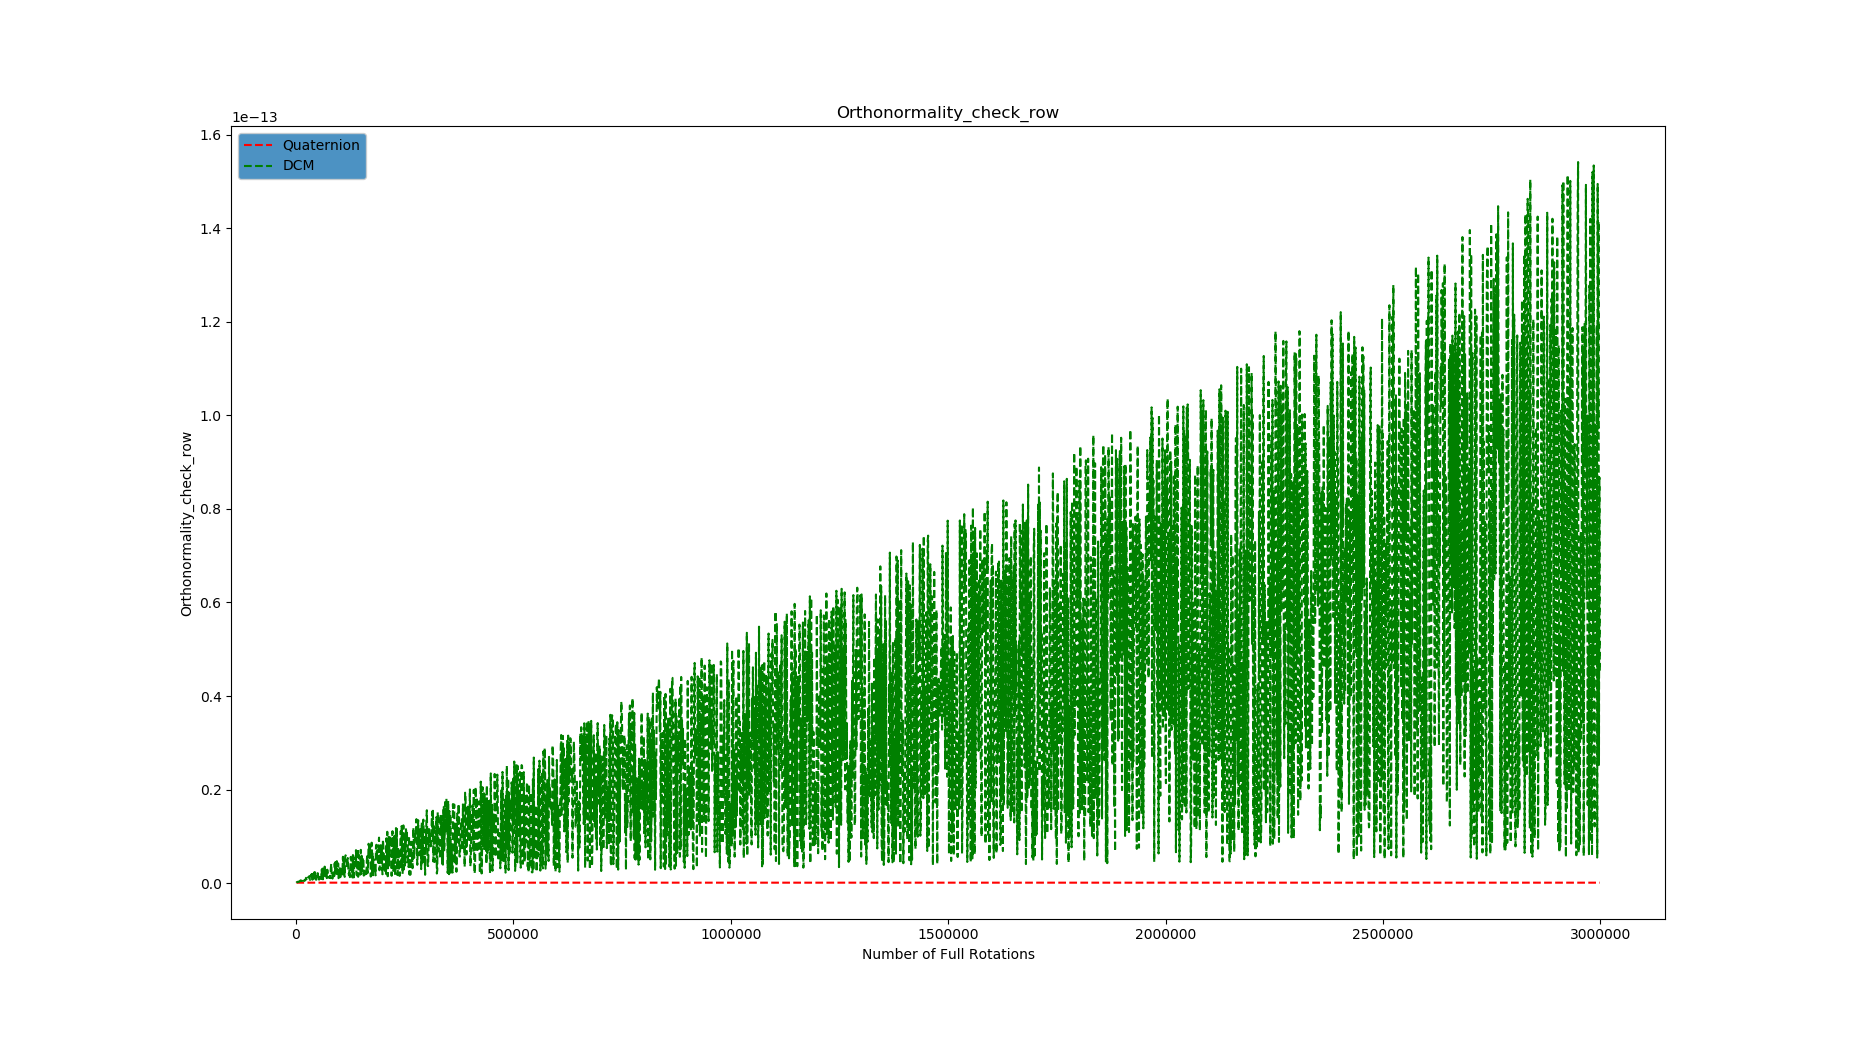 Orthonormality_check_row
1e−13
1.6
1.4
1.2
1.0
0.8
0.6
0.4
0.2
0.0
Quaternion
DCM
Orthonormality_check_row
0 500000 1000000 1500000 2000000 2500000 3000000
Number of Full Rotations